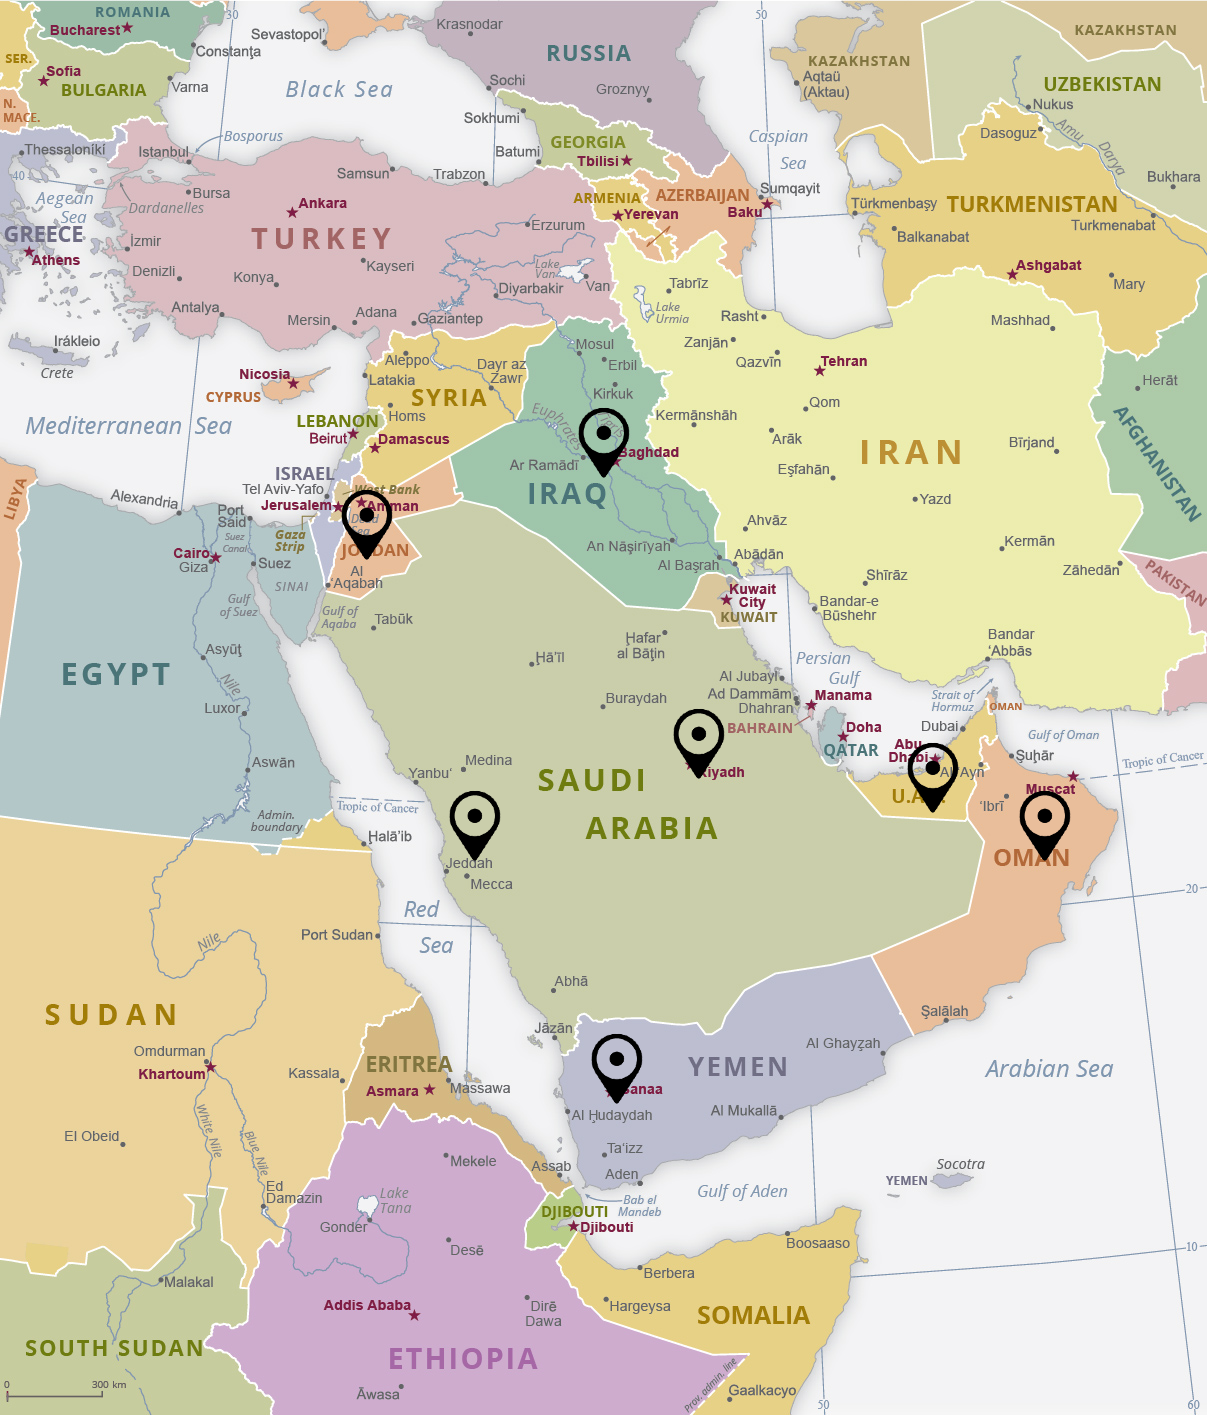 ROMANIA
Bucharest
30
50
Sevastopol'
Krasnodar
RUSSIA
KAZAKHSTAN
KAZAKHSTAN
SER.
Sofia
BULGARIA
Constanţa
Varna
Black Sea
Sochi
Groznyy
Aqtaū
(Aktau)
UZBEKISTAN
Nukus
Dasoguz
Amu
Darya
Bukhara
N.
MACE.
Sokhumi
GEORGIA
Tbilisi
Batumi
Caspian
Sea
Thessaloníki
Istanbul
Bosporus
Samsun
Trabzon
40
Aegean
Sea
Bursa
Dardanelles
Ankara
ARMENIA
Yerevan
AZERBAIJAN
Sumqayit
Baku
Türkmenbaşy
TURKMENISTAN
Turkmenabat
Balkanabat
GREECE
Athens
İzmir
TURKEY
Erzurum
Denizli
Konya
Kayseri
Lake
Van
Van
Diyarbakir
Tabrīz
Ashgabat
Mary
Antalya
Mersin
Adana
Gaziantep
Lake
Urmia
Rasht
Mashhad
Irákleio
Crete
Nicosia
CYPRUS
Aleppo
Latakia
Dayr az
Zawr
Mosul
Erbil
Kirkuk
Zanjān
Qazvīn
Tehran
Herāt
Mediterranean Sea
SYRIA
Homs
LEBANON
Beirut
Damascus
Euphrates
Kermānshāh
Qom
Arāk
IRAN
Bīrjand
AFGHANISTAN
Ar Ramādī
Baghdad
IRAQ
Eşfahān
Yazd
ISRAEL
Tel Aviv-Yafo
West Bank
Jerusalem
Amman
Gaza
Strip
JORDAN
LIBYA
Alexandria
Port
Said
Suez
Canal
Cairo
Giza
Suez
SINAI
Al
'Aqabah
An Nāşirīyah
Al Başrah
Ahvāz
Abādān
Kermān
Zāhedān
PAKISTAN
Shīrāz
Kuwait
City
KUWAIT
Bandar-e
Būshehr
Gulf
of Suez
Gulf of
Aqaba
Tabūk
Ḩafar
al Bāţin
Ḩā'īl
Asyūţ
EGYPT
Nile
Luxor
Buraydah
Persian
Gulf
Al Jubayl
Ad Dammām
Dhahran
Manama
BAHRAIN
Doha
QATAR
Bandar
'Abbās
Strait of
Hormuz
OMAN
Dubai
Gulf of Oman
Abu
Dhabi
Al 'Ayn
U.A.E.
Şuḩār
Tropic of Cancer
Muscat
'Ibrī
OMAN
Aswān
Yanbu'
Medina
Riyadh
SAUDI
ARABIA
Tropic of Cancer
Admin.
boundary
Ḩalā'ib
Jeddah
Mecca
20
Red
Sea
Port Sudan
Nile
SUDAN
Abhā
Jāzān
Şalālah
Omdurman
Khartoum
Kassala
ERITREA
Asmara
Massawa
YEMEN
Sanaa
Al Ghayz̧ah
Arabian Sea
Al Ḩudaydah
Al Mukallā
El Obeid
White Nile
Blue Nile
Mekele
Ta'izz
Aden
Assab
Socotra
YEMEN
Ed
Damazin
Lake
Tana
Gonder
Bab el
Mandeb
Gulf of Aden
DJIBOUTI
Djibouti
Desē
Boosaaso
10
Malakal
Berbera
Addis Ababa
Dirē
Dawa
Hargeysa
SOMALIA
SOUTH SUDAN
ETHIOPIA
Prov. admin. line
Gaalkacyo
0
300 km
Āwasa
50
60